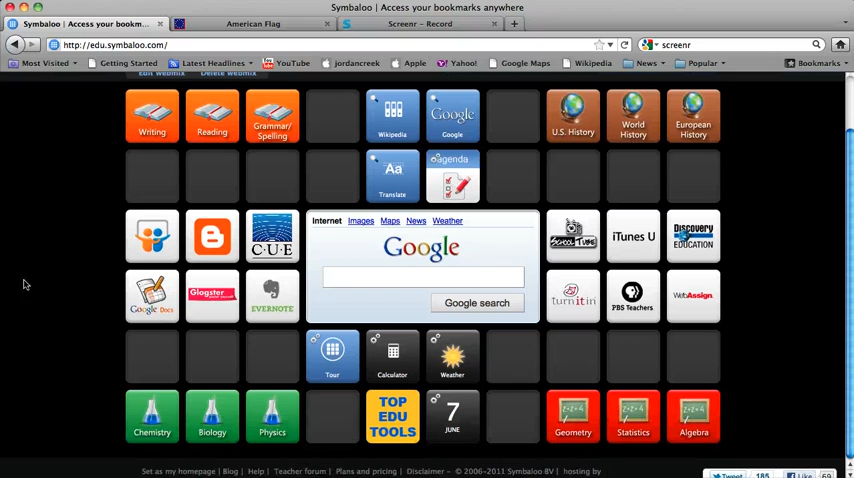 Symbaloo | Access your bookmarks anywhere
Symbaloo | Access your bookm...
American Flag
Screenr - Record
http://edu.symbaloo.com/
screenr
Most Visited
Getting Started
Latest Headlines
YouTube
jordancreek
Apple
Yahoo!
Google Maps
Wikipedia
News
Popular
Bookmarks
Edit Webmix
Delete Webmix
Writing
Reading
Grammar/
Spelling
Wikipedia
Google
Google
U.S. History
World
History
European
History
Aa
Translate
agenda
CUE
Internet Images Maps News Weather
Google
Google search
SCHOOLTUBE
iTunes U
Discovery
EDUCATION
Google Docs
Glogster
EVERNOTE
turnitin
PBS Teachers
WebAssign
Tour
Calculator
Weather
Chemistry
Biology
Physics
TOP
EDU
TOOLS
7
JUNE
Geometry
Statistics
Algebra
Set as my homepage | Blog | Help | Teacher forum | Plans and pricing | Disclaimer - © 2006-2011 Symbaloo BV | hosting by
Tweet
185
Like
69